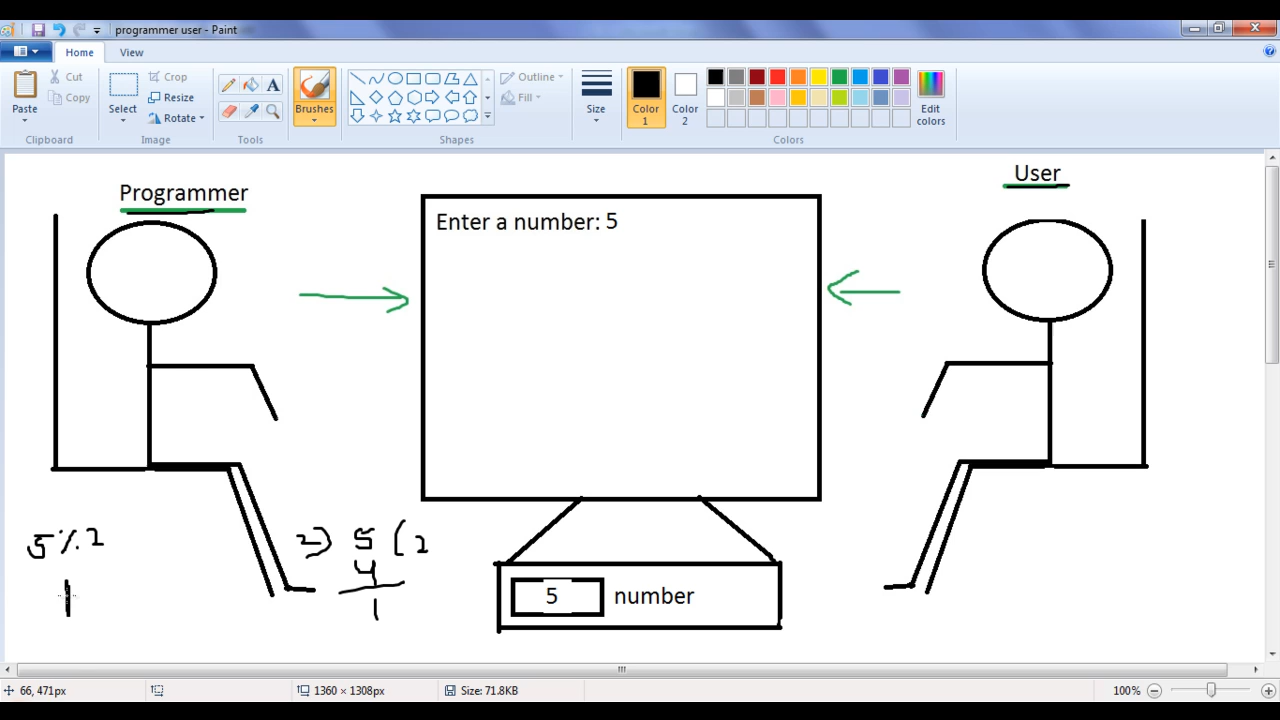 programmer user - Paint
Home
View
Paste
Cut
Copy
Clipboard
Select
Crop
Resize
Rotate
Image
A
Tools
Brushes
Outline
Fill
Shapes
Size
Color 1
Color 2
Edit colors
Colors
Programmer
User
Enter a number: 5
5 % 2
1
2) 5 (2
4
1
5 number
66, 471px
1360 × 1308px
Size: 71.8KB
100%